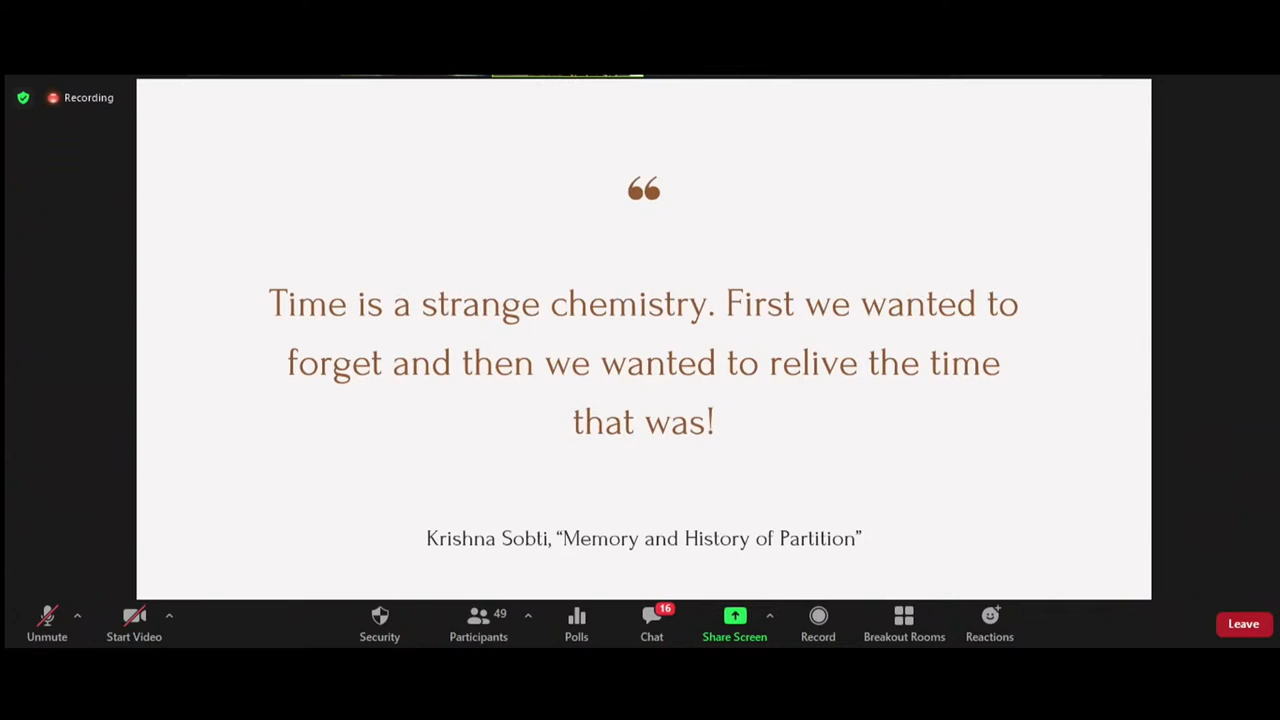 Recording
“
Time is a strange chemistry. First we wanted to
forget and then we wanted to relive the time
that was!
Krishna Sobti, “Memory and History of Partition”
49
16
Unmute
Start Video
Security
Participants
Polls
Chat
Share Screen
Record
Breakout Rooms
Reactions
Leave